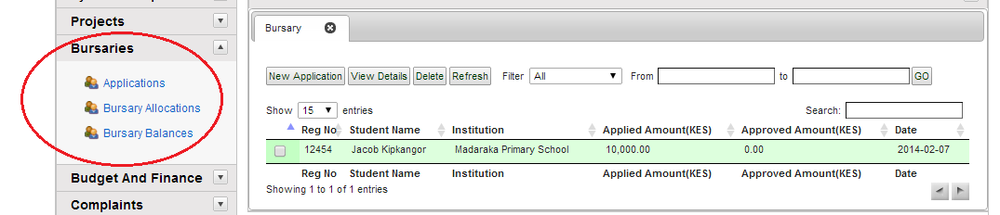 Projects
Bursaries
Applications
Bursary Allocations
Bursary Balances
Budget And Finance
Complaints
Bursary
New Application View Details Delete Refresh Filter All From to GO
Show 15 entries Search:
Reg No Student Name Institution Applied Amount(KES) Approved Amount(KES) Date
12454 Jacob Kipkangor Madaraka Primary School 10,000.00 0.00 2014-02-07
Reg No Student Name Institution Applied Amount(KES) Approved Amount(KES) Date
Showing 1 to 1 of 1 entries